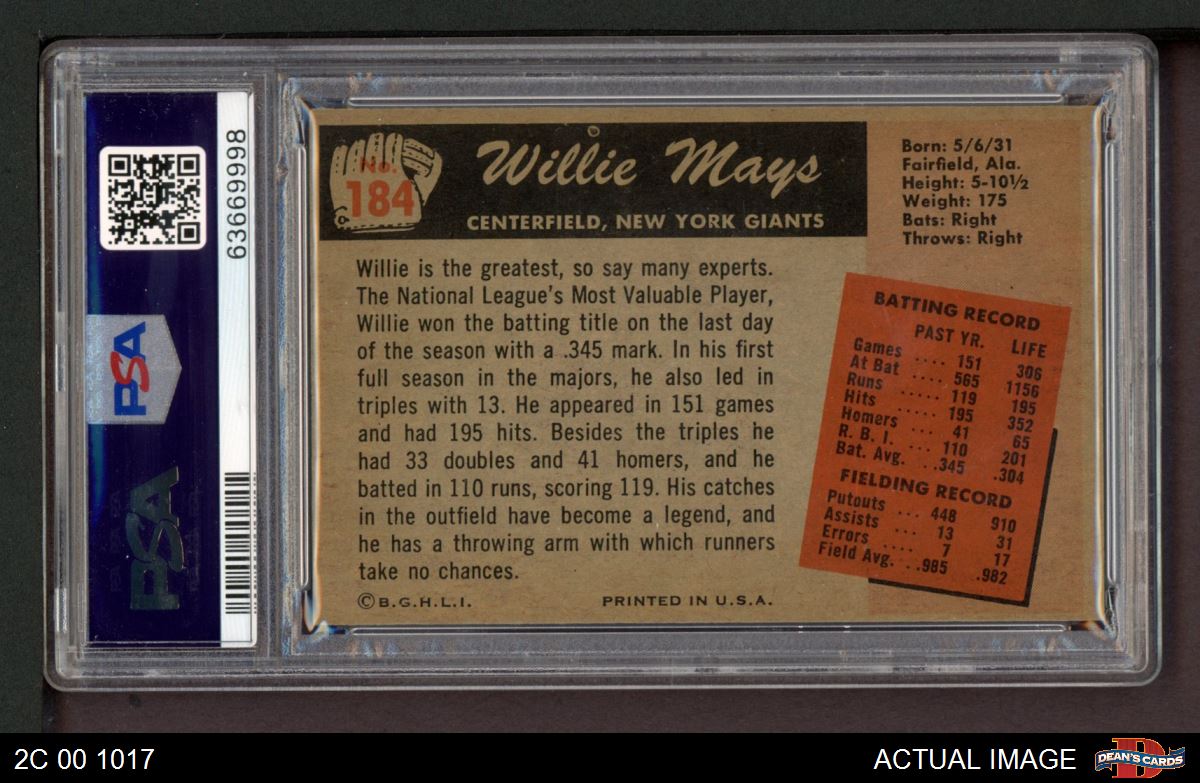 63669998
PSA
PSA
No.
184
Willie Mays
CENTERFIELD, NEW YORK GIANTS
Born: 5/6/31
Fairfield, Ala.
Height: 5-10½
Weight: 175
Bats: Right
Throws: Right
Willie is the greatest, so say many experts.
The National League's Most Valuable Player,
Willie won the batting title on the last day
of the season with a .345 mark. In his first
full season in the majors, he also led in
triples with 13. He appeared in 151 games
and had 195 hits. Besides the triples he
had 33 doubles and 41 homers, and he
batted in 110 runs, scoring 119. His catches
in the outfield have become a legend, and
he has a throwing arm with which runners
take no chances.
©B.G.H.L.I. PRINTED IN U.S.A.
BATTING RECORD
PAST YR. LIFE
Games .... 151 306
At Bat .... 565 1156
Runs ..... 119 195
Hits ..... 195 352
Homers ... 41 65
R. B. I. .. 110 201
Bat. Avg. ..345 .304
FIELDING RECORD
Putouts ... 448 910
Assists ... 13 31
Errors .... 7 17
Field Avg. ..985 .982
2C 00 1017
ACTUAL IMAGE
D
DEAN'S CARDS